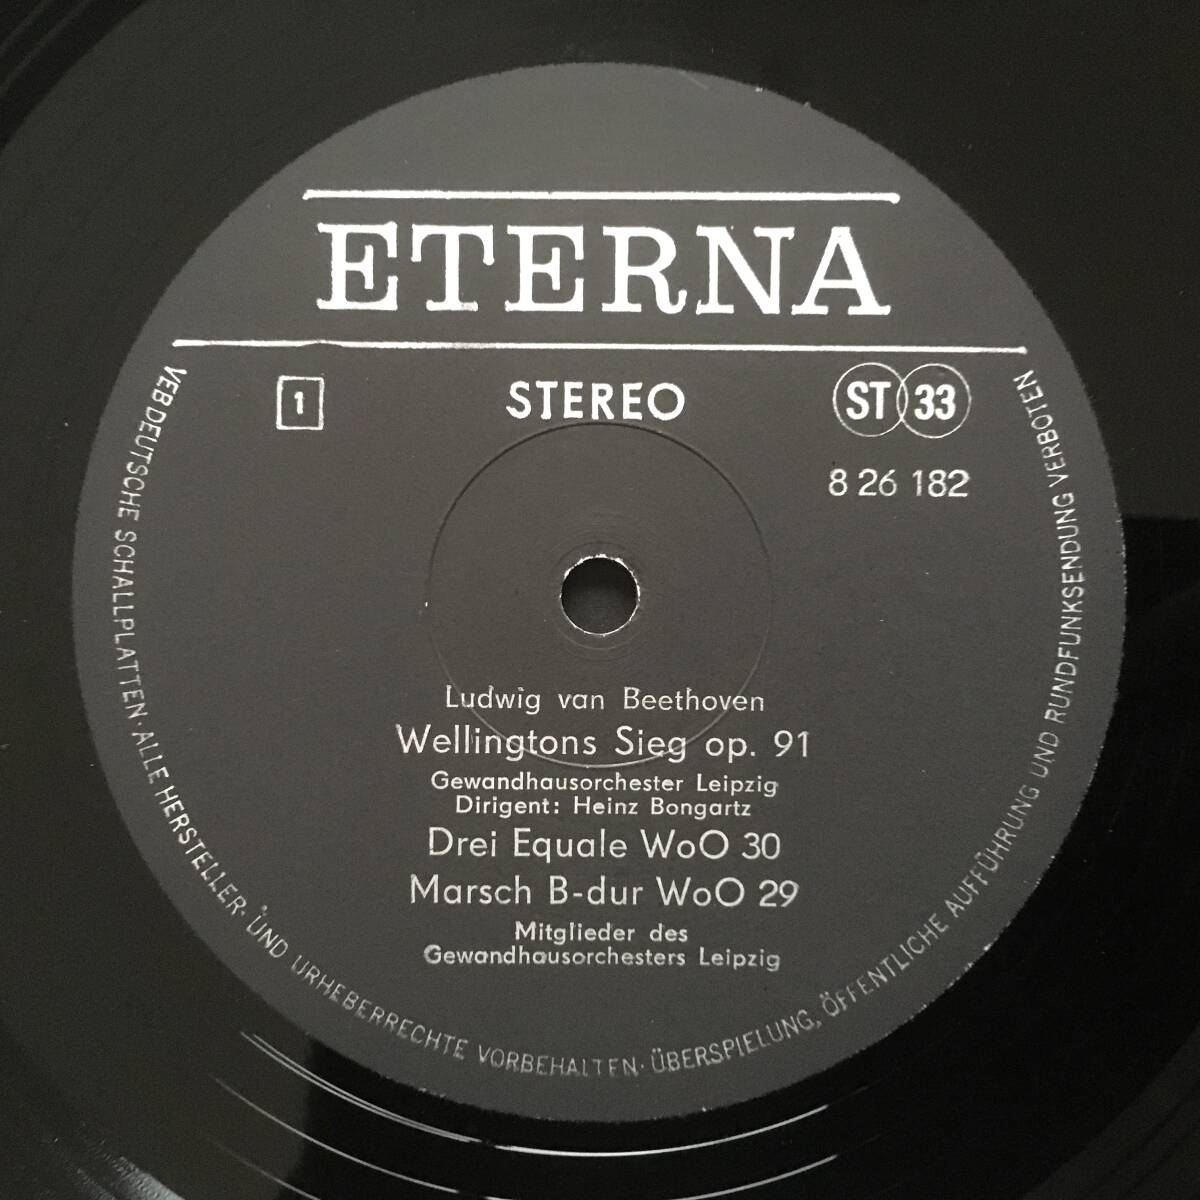 ETERNA
1
STEREO
ST 33
8 26 182
Ludwig van Beethoven
Wellingtons Sieg op. 91
Gewandhausorchester Leipzig
Dirigent: Heinz Bongartz
Drei Equale WoO 30
Marsch B-dur WoO 29
Mitglieder des
Gewandhausorchesters Leipzig
VEB DEUTSCHE SCHALLPLATTEN · ALLE HERSTELLER- UND URHEBERRECHTE VORBEHALTEN · ÜBERSPIELUNG, ÖFFENTLICHE AUFFÜHRUNG UND RUNDFUNKSENDUNG VERBOTEN